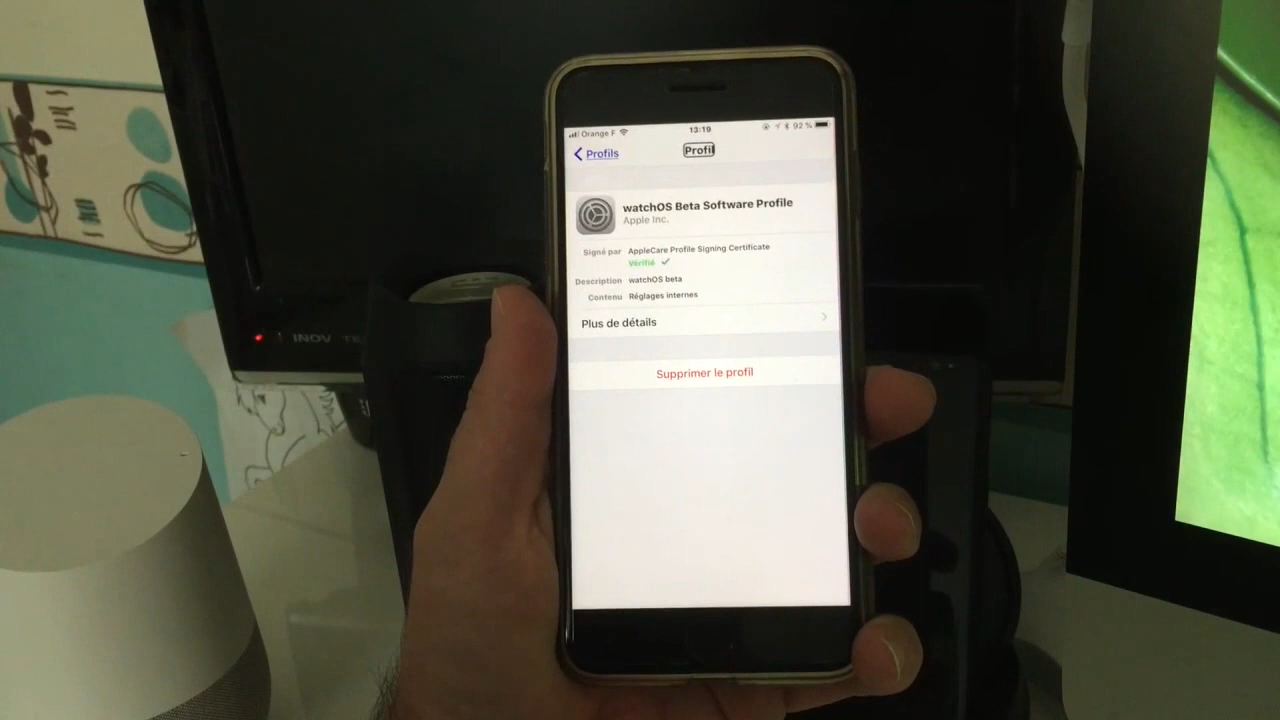 Orange F 13:19 92 %
Profils Profil
watchOS Beta Software Profile
Apple Inc.
Signé par AppleCare Profile Signing Certificate
Vérifié
Description watchOS beta
Contenu Réglages internes
Plus de détails
Supprimer le profil
INOV TE